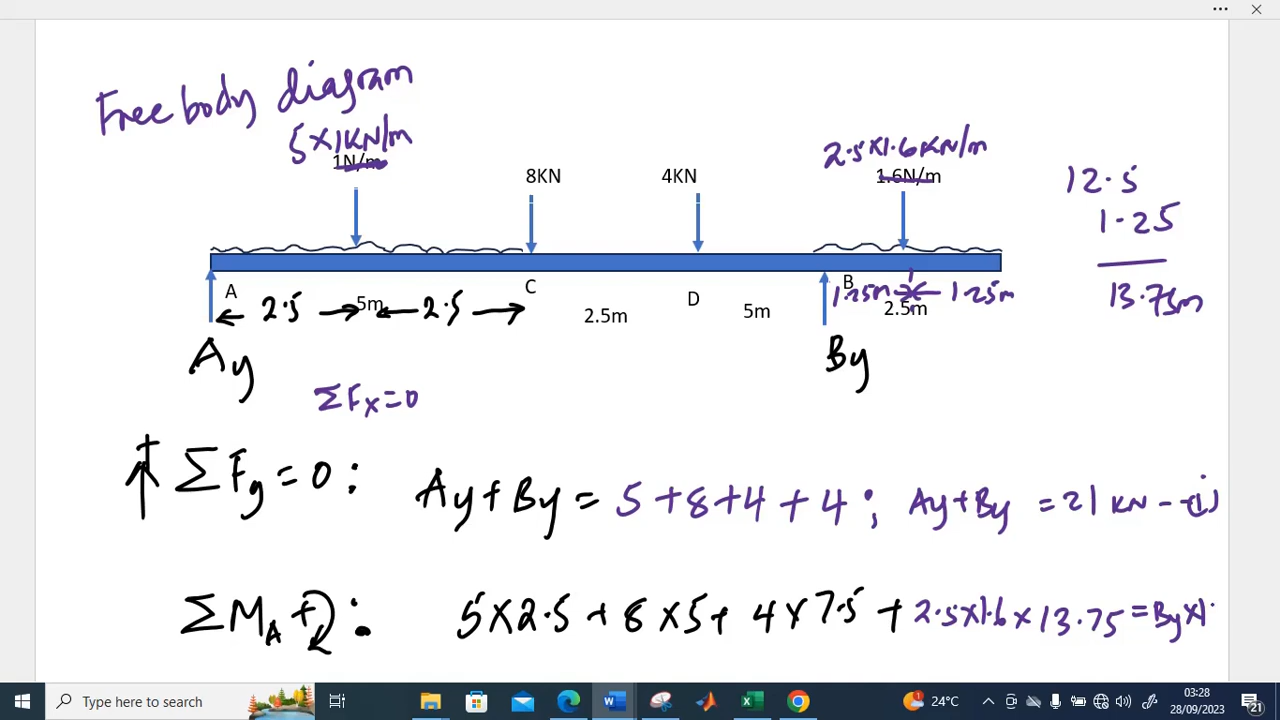 Free body diagram
5×1KN/m
1N/m
8KN
4KN
2.5×1.6KN/m
1.6N/m
12.5
1.25
13.75m
A
C
D
B
2.5
5m
2.5
2.5m
5m
1.25m
1.25m
2.5m
Ay
By
ΣFx=0
+ ΣFy=0: Ay+By= 5+8+4+4; Ay+By =21 KN -(i)
ΣMA+: 5×2.5+8×5+4×7.5+2.5×1.6×13.75=By×1
Type here to search
24°C
03:28
28/09/2023
21